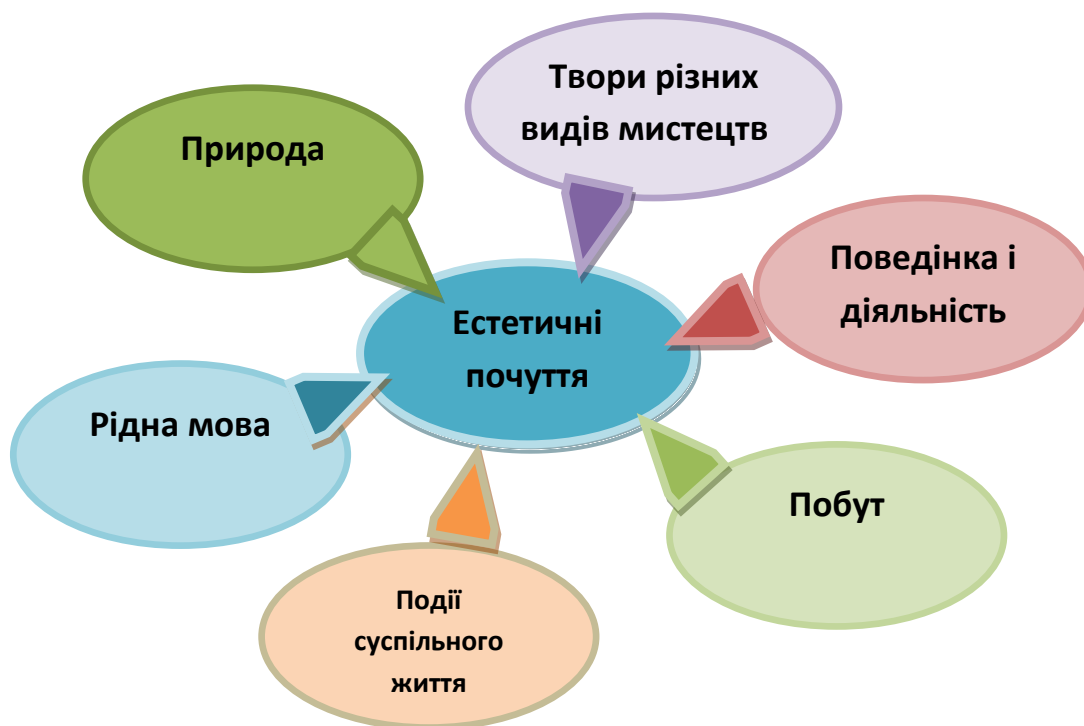 Твори різних
видів мистецтв
Природа
Поведінка і
діяльність
Естетичні
почуття
Рідна мова
Побут
Події
суспільного
життя